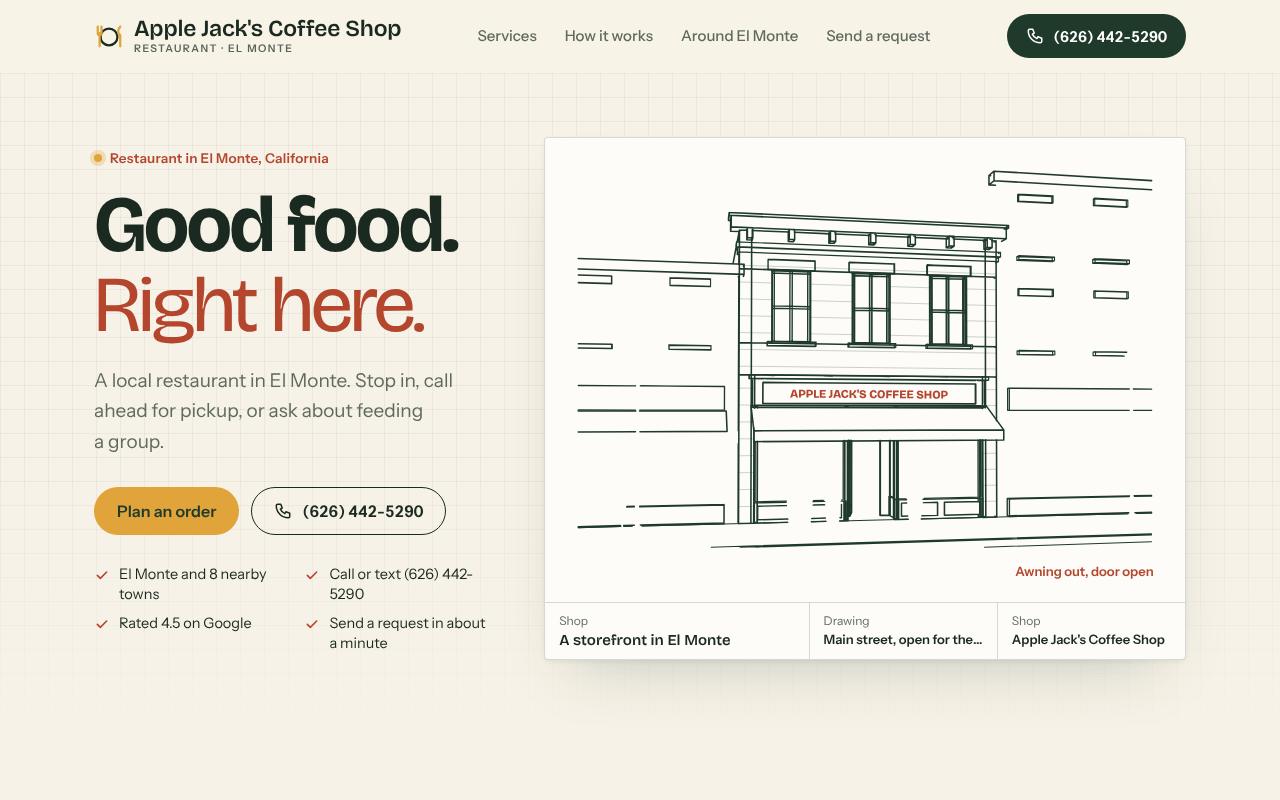 Apple Jack's Coffee Shop
RESTAURANT · EL MONTE
Services
How it works
Around El Monte
Send a request
(626) 442-5290
Restaurant in El Monte, California
Good food.
Right here.
A local restaurant in El Monte. Stop in, call
ahead for pickup, or ask about feeding
a group.
Plan an order
(626) 442-5290
El Monte and 8 nearby
towns
Call or text (626) 442-
5290
Rated 4.5 on Google
Send a request in about
a minute
APPLE JACK'S COFFEE SHOP
Awning out, door open
Shop
A storefront in El Monte
Drawing
Main street, open for the...
Shop
Apple Jack's Coffee Shop